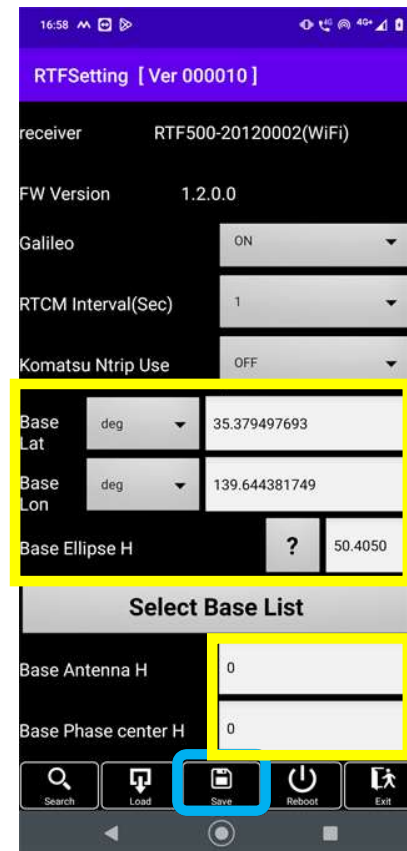 16:58 4G+
RTFSetting [ Ver 000010 ]
receiver RTF500-20120002(WiFi)
FW Version 1.2.0.0
Galileo ON
RTCM Interval(Sec) 1
Komatsu Ntrip Use OFF
Base Lat deg 35.379497693
Base Lon deg 139.644381749
Base Ellipse H ? 50.4050
Select Base List
Base Antenna H 0
Base Phase center H 0
Search Load Save Reboot Exit